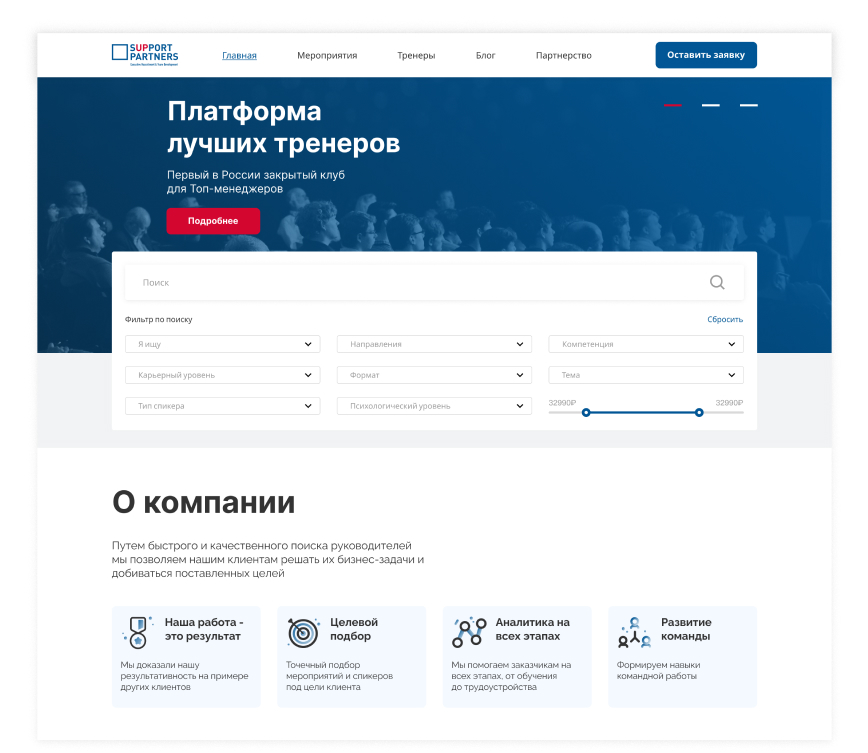 SUPPORT
PARTNERS
Главная Мероприятия Тренеры Блог Партнерство Оставить заявку
Платформа
лучших тренеров
Первый в России закрытый клуб
для Топ-менеджеров
Подробнее
Поиск
Фильтр по поиску Сбросить
Я ищу Направления Компетенция
Карьерный уровень Формат Тема
Тип спикера Психологический уровень 32990₽ 32990₽
О компании
Путем быстрого и качественного поиска руководителей
мы позволяем нашим клиентам решать их бизнес-задачи и
добиваться поставленных целей
Наша работа -
это результат
Мы доказали нашу
результативность на примере
других клиентов
Целевой
подбор
Точечный подбор
мероприятий и спикеров
под цели клиента
Аналитика на
всех этапах
Мы помогаем заказчикам на
всех этапах, от обучения
до трудоустройства
Развитие
команды
Формируем навыки
командной работы